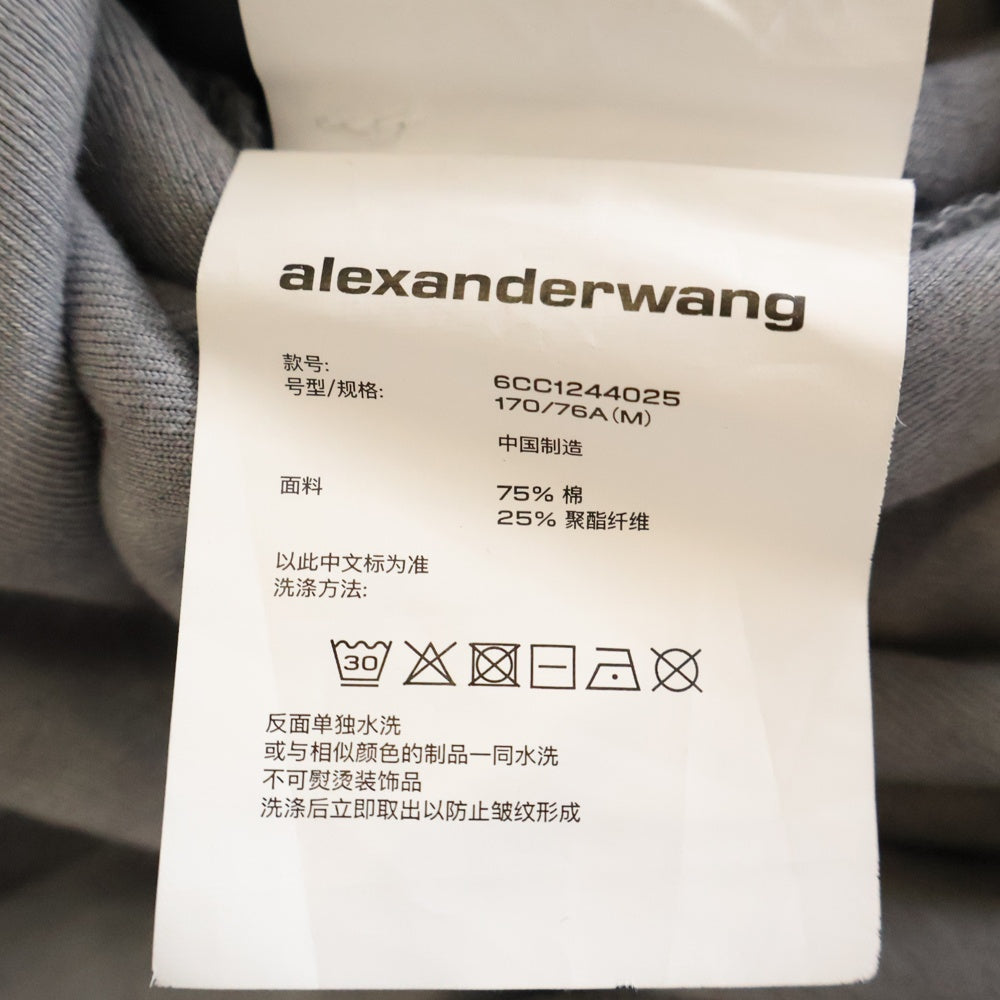 alexanderwang
款号: 6CC1244025
号型/规格: 170/76A(M)
中国制造
面料 75% 棉
25% 聚酯纤维
以此中文标为准
洗涤方法:
30
反面单独水洗
或与相似颜色的制品一同水洗
不可熨烫装饰品
洗涤后立即取出以防止皱纹形成